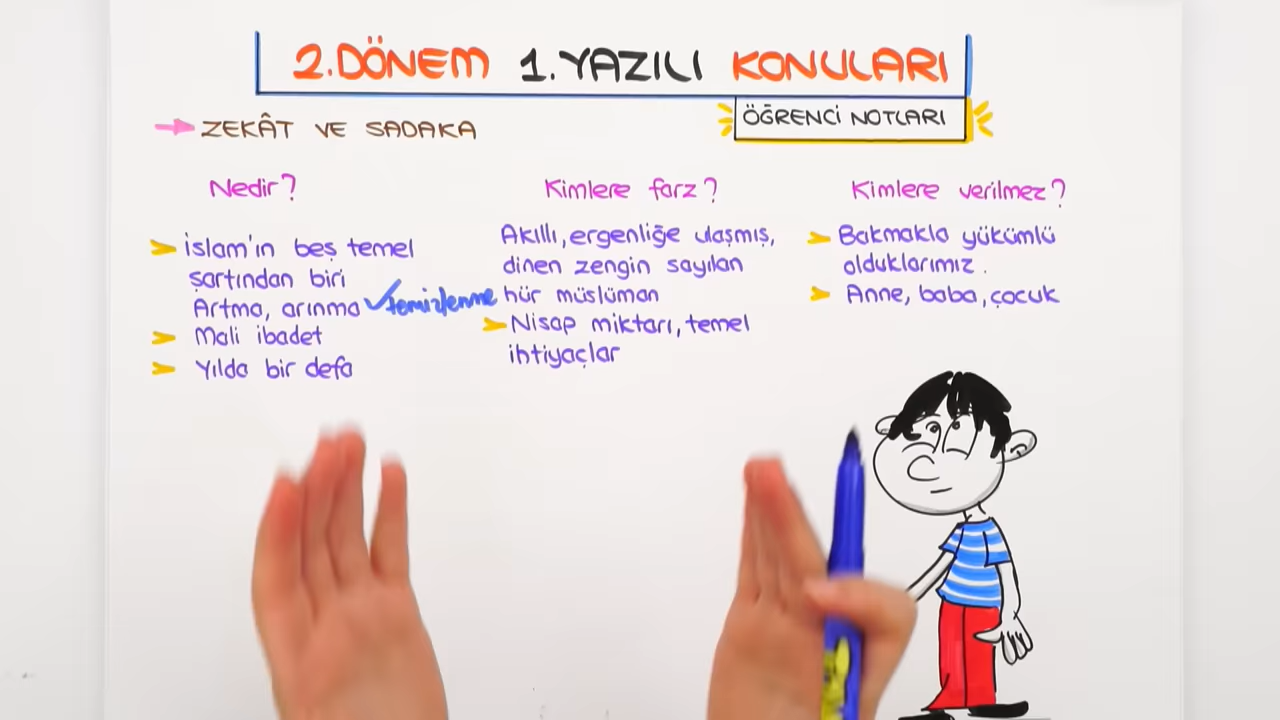 2.DÖNEM 1.YAZILI KONULARI
ÖĞRENCİ NOTLARI
ZEKÂT VE SADAKA
Nedir?
İslam'ın beş temel
şartından biri
Artma, arınma temizlenme
Mali ibadet
Yılda bir defa
Kimlere farz?
Akıllı, ergenliğe ulaşmış,
dinen zengin sayılan
hür müslüman
Nisap miktarı, temel
ihtiyaçlar
Kimlere verilmez?
Bakmakla yükümlü
olduklarımız.
Anne, baba, çocuk